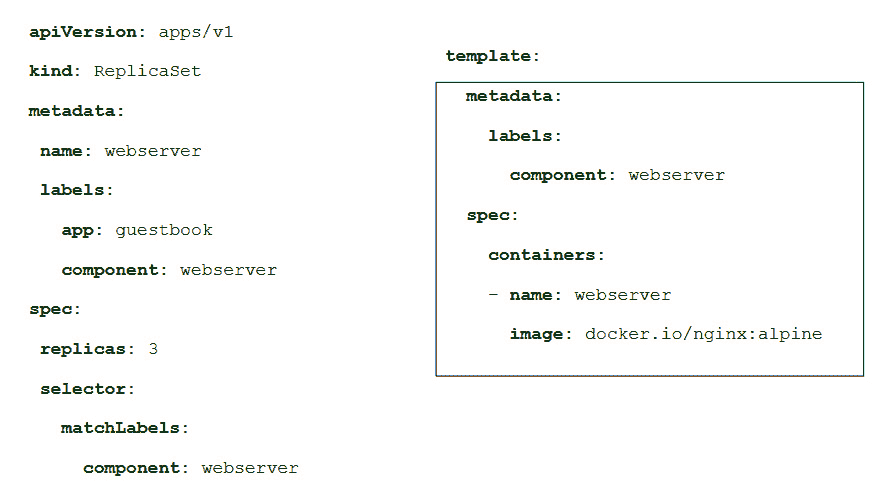 apiVersion: apps/v1
kind: ReplicaSet
metadata:
name: webserver
labels:
app: guestbook
component: webserver
spec:
replicas: 3
selector:
matchLabels:
component: webserver
template:
metadata:
labels:
component: webserver
spec:
containers:
- name: webserver
image: docker.io/nginx:alpine